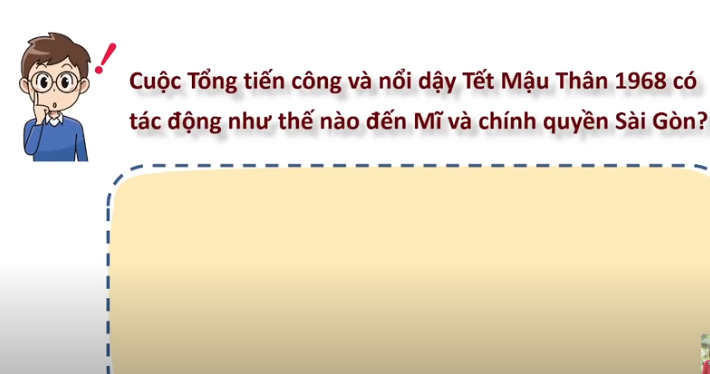 Cuộc Tổng tiến công và nổi dậy Tết Mậu Thân 1968 có
tác động như thế nào đến Mĩ và chính quyền Sài Gòn?